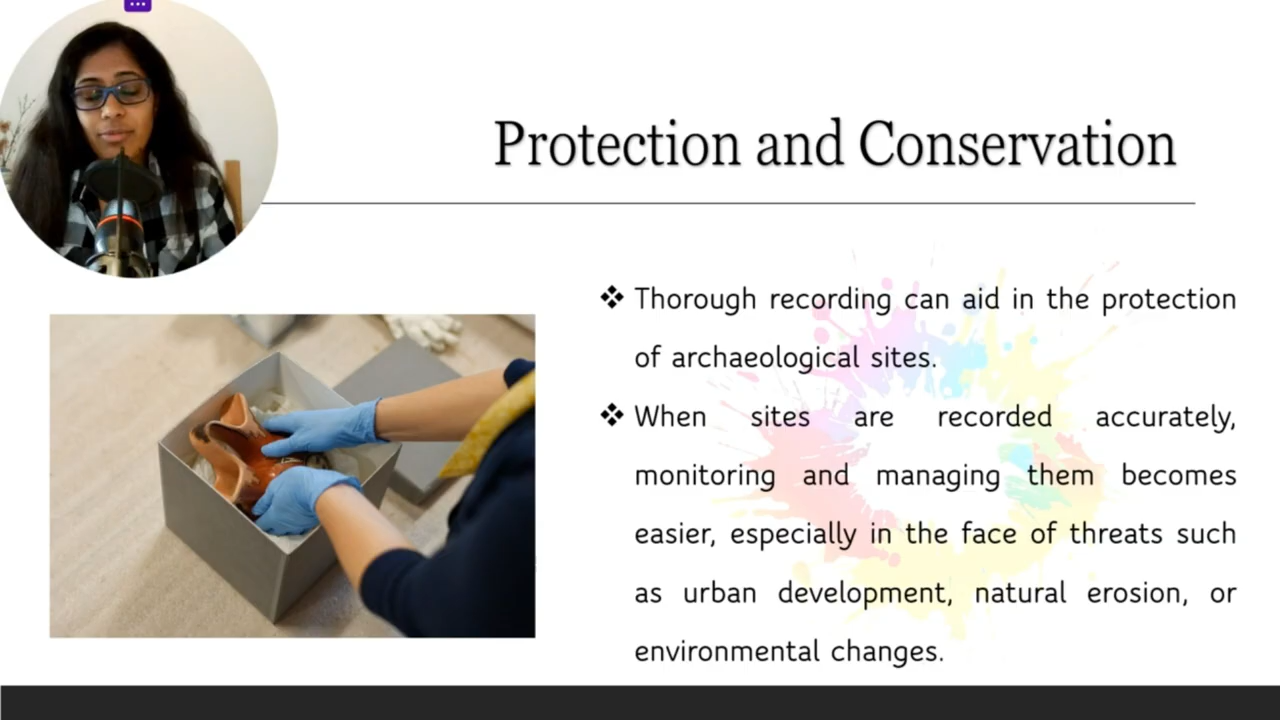 Protection and Conservation
❖ Thorough recording can aid in the protection
of archaeological sites.
❖ When sites are recorded accurately,
monitoring and managing them becomes
easier, especially in the face of threats such
as urban development, natural erosion, or
environmental changes.